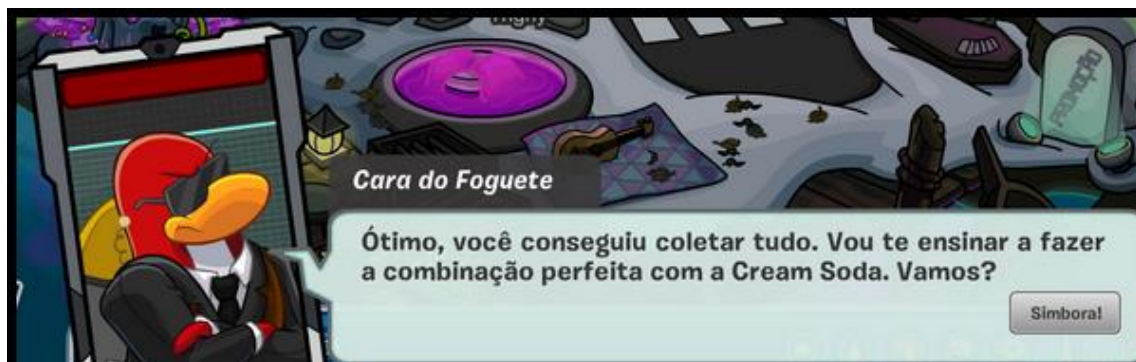 PROMOÇÃO
Cara do Foguete
Ótimo, você conseguiu coletar tudo. Vou te ensinar a fazer
a combinação perfeita com a Cream Soda. Vamos?
Simbora!